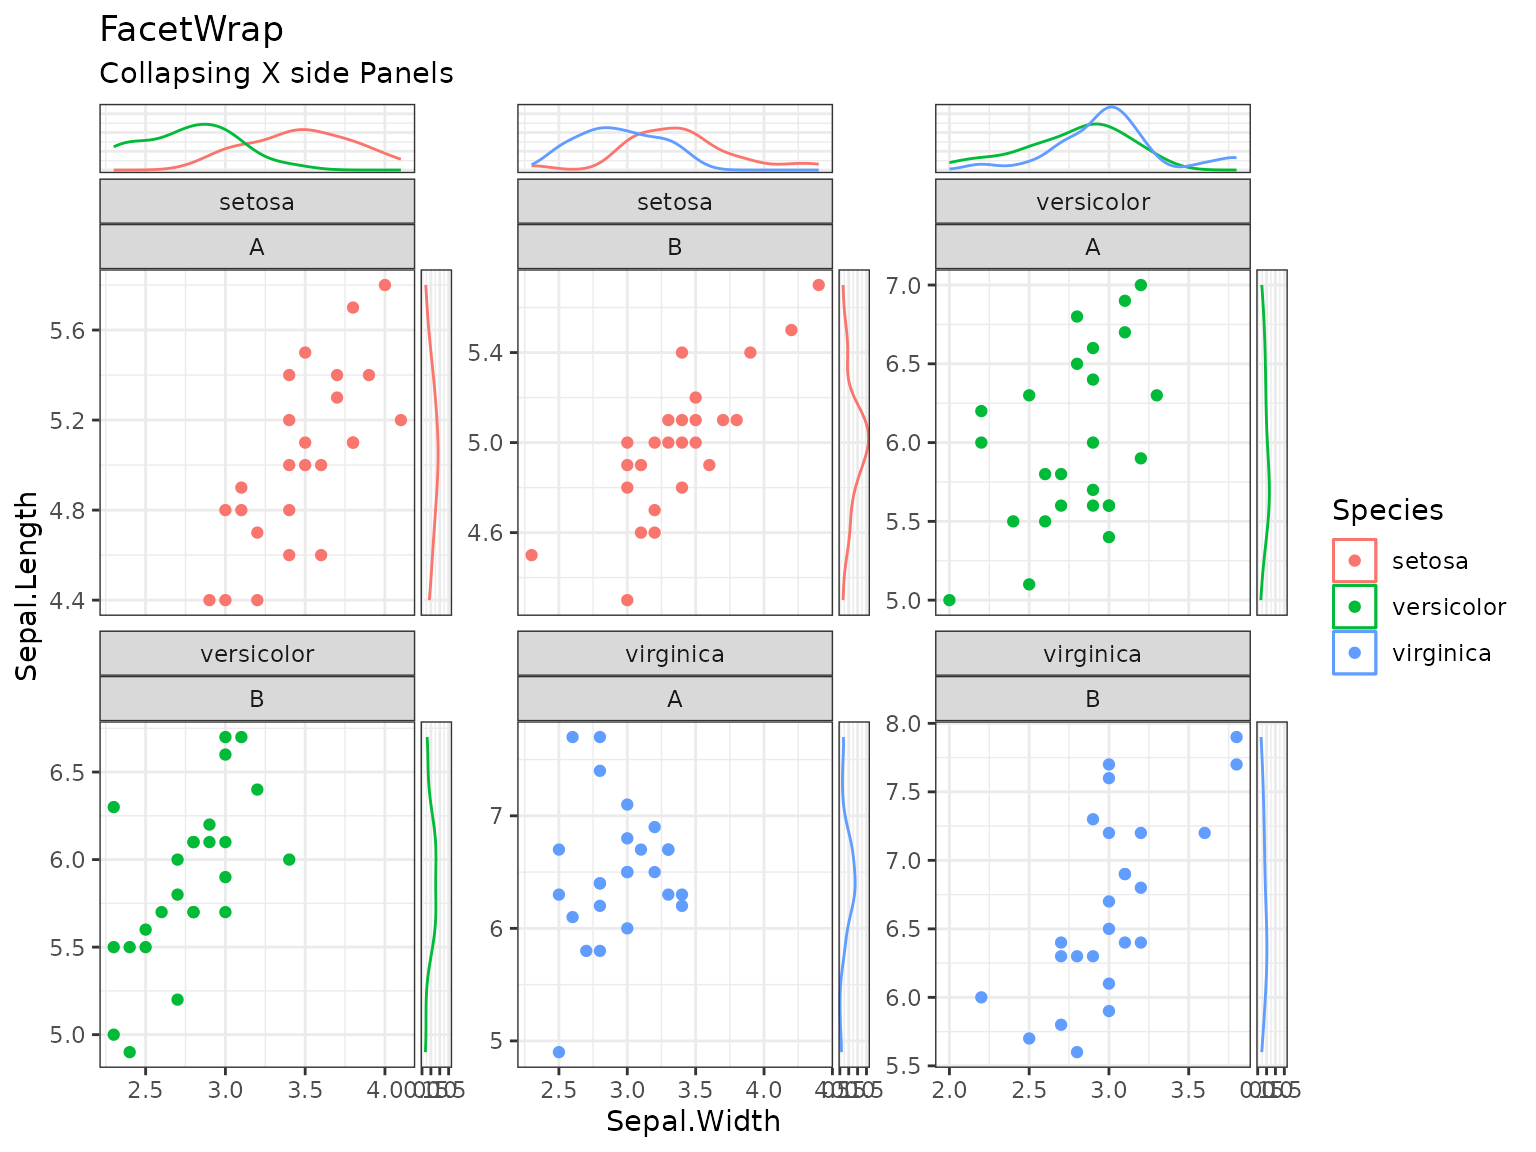 FacetWrap
Collapsing X side Panels
setosa
setosa
versicolor
A
B
A
5.6
5.2
4.8
4.4
5.4
5.0
4.6
7.0
6.5
6.0
5.5
5.0
Sepal.Length
versicolor
virginica
virginica
B
A
B
6.5
6.0
5.5
5.0
7
6
5
8.0
7.5
7.0
6.5
6.0
5.5
2.5 3.0 3.5 4.0
2.5 3.0 3.5 4.0
2.0 2.5 3.0 3.5
Sepal.Width
Species
setosa
versicolor
virginica